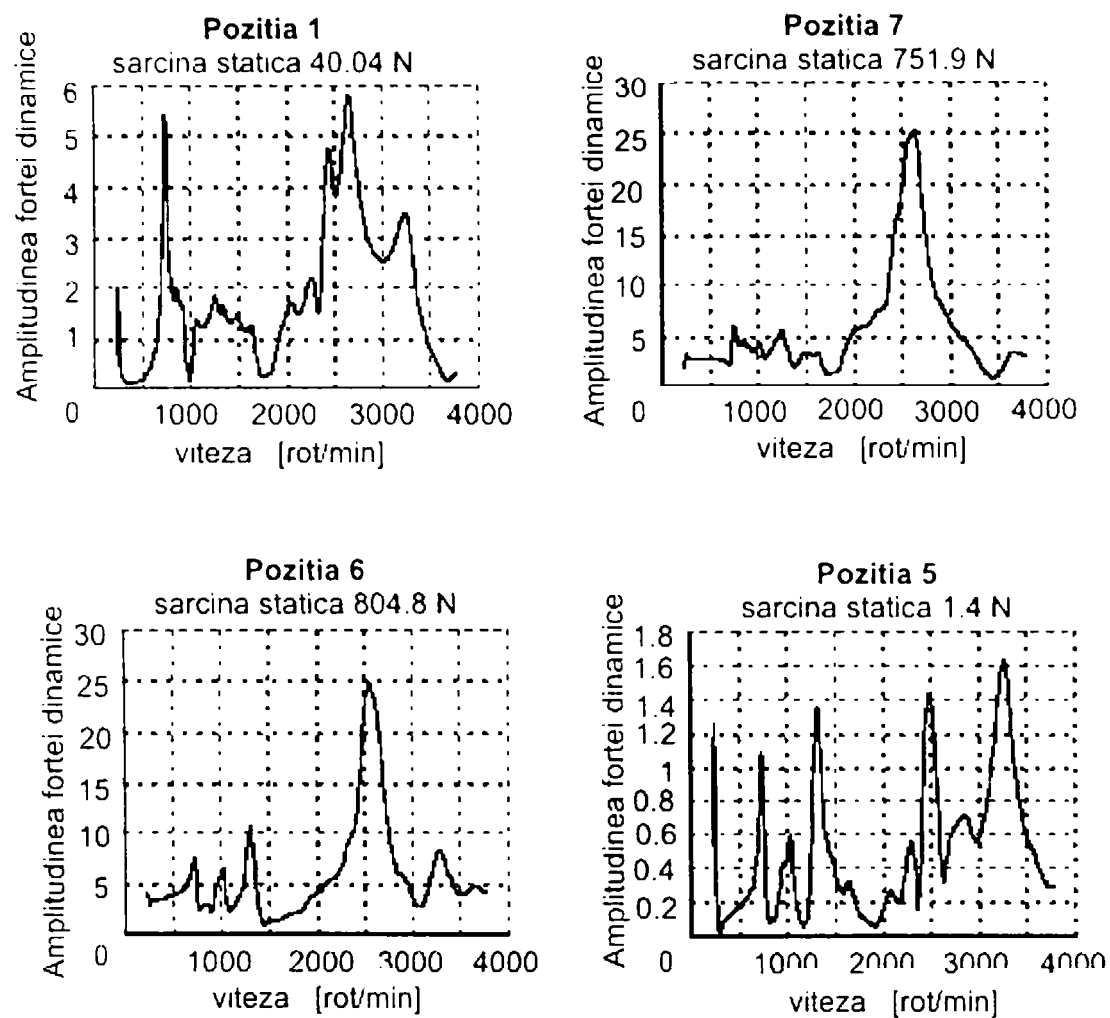 Pozitia 1
sarcina statica 40.04 N
Amplitudinea fortei dinamice
6
5
4
3
2
1
0
1000 2000 3000 4000
viteza [rot/min]
Pozitia 7
sarcina statica 751.9 N
Amplitudinea fortei dinamice
30
25
20
15
10
5
0
1000 2000 3000 4000
viteza [rot/min]
Pozitia 6
sarcina statica 804.8 N
Amplitudinea fortei dinamice
30
25
20
15
10
5
0
1000 2000 3000 4000
viteza [rot/min]
Pozitia 5
sarcina statica 1.4 N
Amplitudinea fortei dinamice
1.8
1.6
1.4
1.2
1
0.8
0.6
0.4
0.2
0
1000 2000 3000 4000
viteza [rot/min]